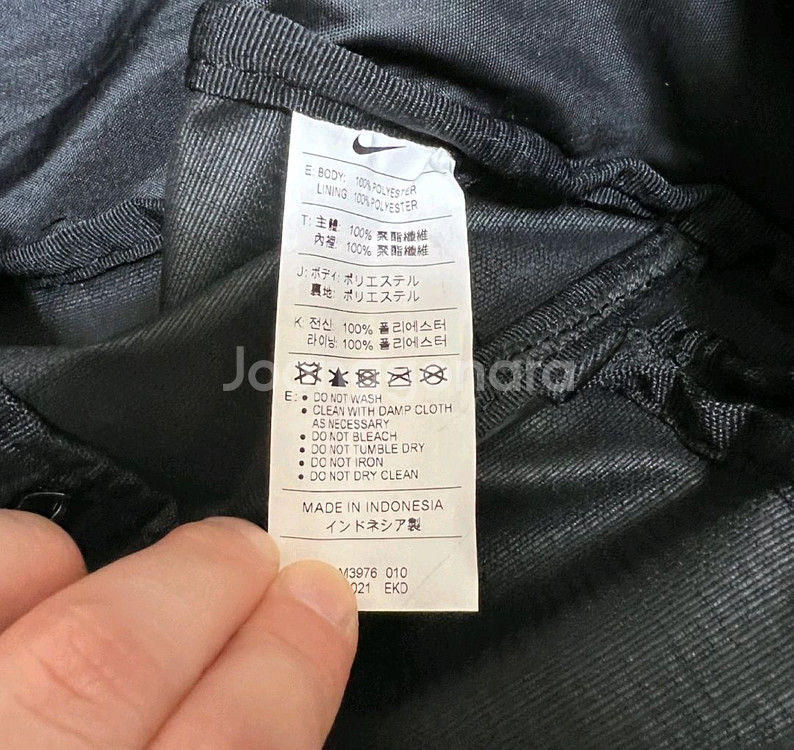 E: BODY: 100% POLYESTER
LINING: 100% POLYESTER
T: 主體: 100% 聚酯纖維
內裡: 100% 聚酯纖維
J: ボディ: ポリエステル
裏地: ポリエステル
K: 전신: 100% 폴리에스터
라이닝: 100% 폴리에스터
E: • DO NOT WASH
• CLEAN WITH DAMP CLOTH
AS NECESSARY
• DO NOT BLEACH
• DO NOT TUMBLE DRY
• DO NOT IRON
• DO NOT DRY CLEAN
MADE IN INDONESIA
インドネシア製
M3976 010
021 EKD